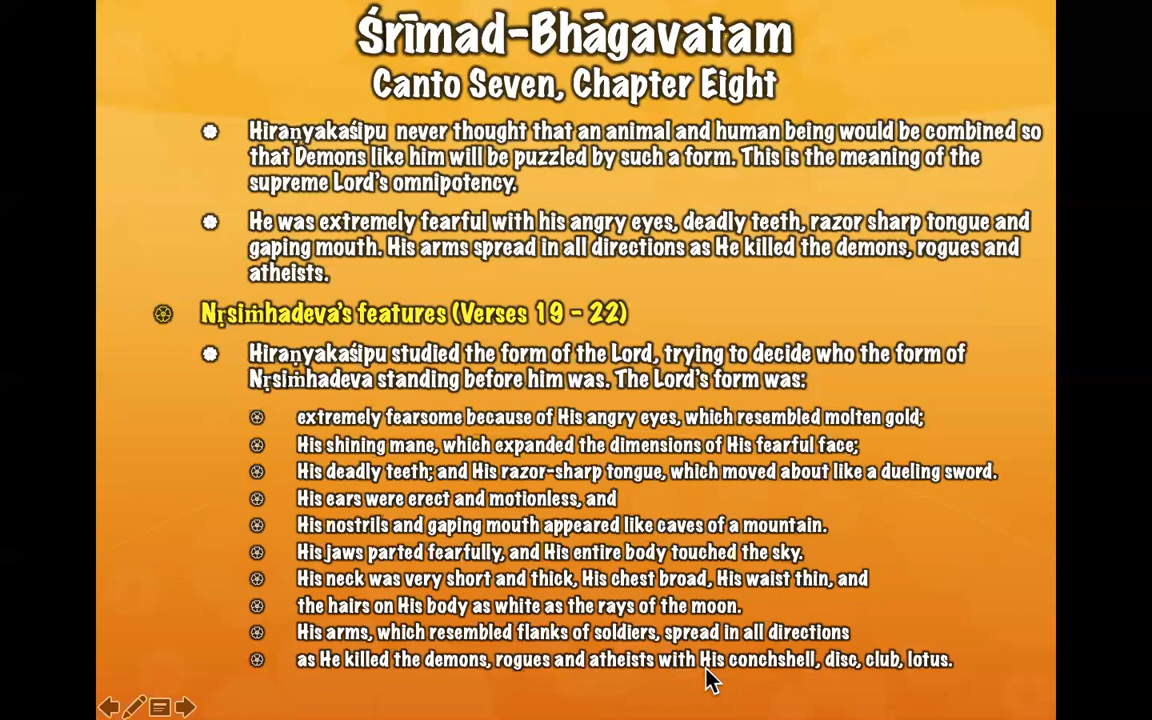 Śrīmad-Bhāgavatam
Canto Seven, Chapter Eight
Hiraṇyakaśipu never thought that an animal and human being would be combined so
that Demons like him will be puzzled by such a form. This is the meaning of the
supreme Lord's omnipotency.
He was extremely fearful with his angry eyes, deadly teeth, razor sharp tongue and
gaping mouth. His arms spread in all directions as He killed the demons, rogues and
atheists.
Nṛsiṁhadeva's features (Verses 19 - 22)
Hiraṇyakaśipu studied the form of the Lord, trying to decide who the form of
Nṛsiṁhadeva standing before him was. The Lord's form was:
extremely fearsome because of His angry eyes, which resembled molten gold;
His shining mane, which expanded the dimensions of His fearful face;
His deadly teeth; and His razor-sharp tongue, which moved about like a dueling sword.
His ears were erect and motionless, and
His nostrils and gaping mouth appeared like caves of a mountain.
His jaws parted fearfully, and His entire body touched the sky.
His neck was very short and thick, His chest broad, His waist thin, and
the hairs on His body as white as the rays of the moon.
His arms, which resembled flanks of soldiers, spread in all directions
as He killed the demons, rogues and atheists with His conchshell, disc, club, lotus.